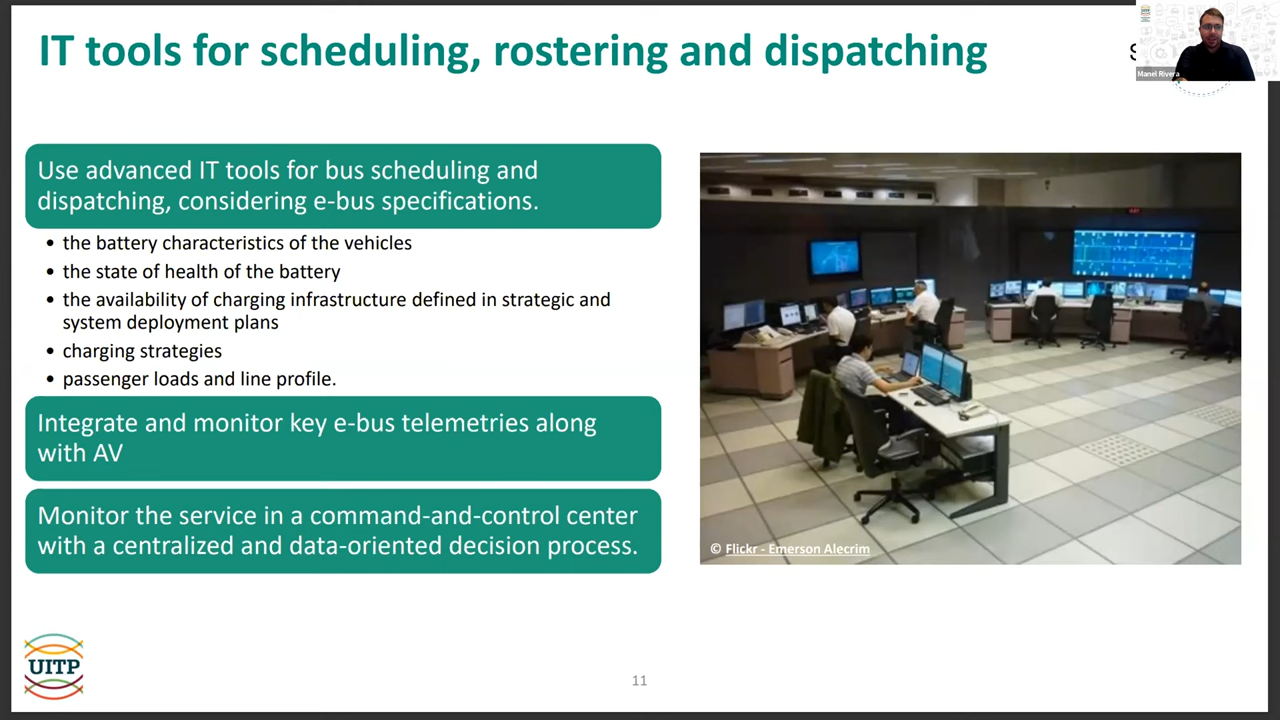 IT tools for scheduling, rostering and dispatching
S
UITP
Manel Rivera
Use advanced IT tools for bus scheduling and
dispatching, considering e-bus specifications.
• the battery characteristics of the vehicles
• the state of health of the battery
• the availability of charging infrastructure defined in strategic and
system deployment plans
• charging strategies
• passenger loads and line profile.
Integrate and monitor key e-bus telemetries along
with AV
Monitor the service in a command-and-control center
with a centralized and data-oriented decision process.
© Flickr - Emerson Alecrim
UITP
11